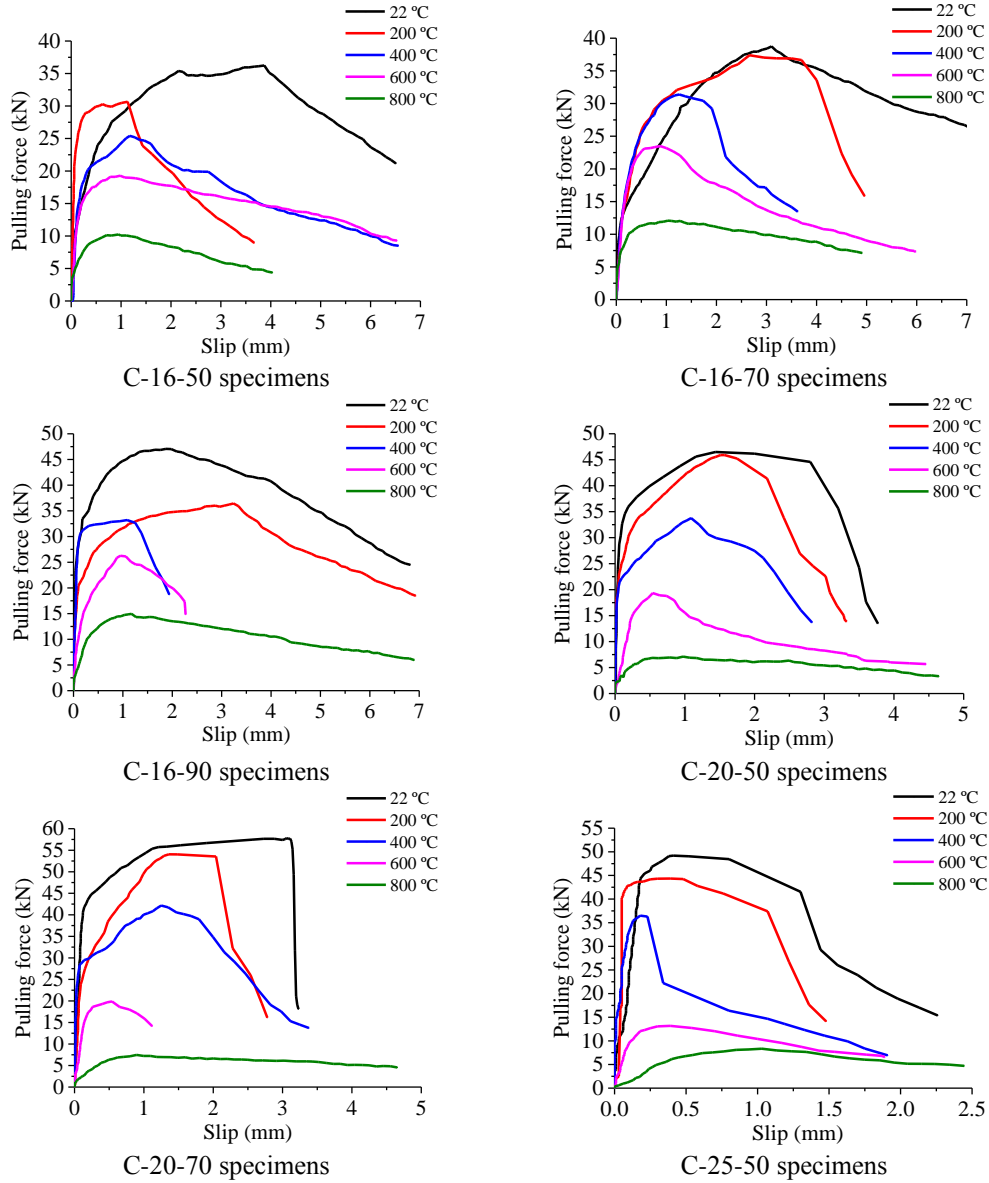 22 ºC
200 ºC
400 ºC
600 ºC
800 ºC
40
35
30
25
20
15
10
5
0
Pulling force (kN)
0 1 2 3 4 5 6 7
Slip (mm)
C-16-50 specimens
22 ºC
200 ºC
400 ºC
600 ºC
800 ºC
40
35
30
25
20
15
10
5
0
Pulling force (kN)
0 1 2 3 4 5 6 7
Slip (mm)
C-16-70 specimens
22 ºC
200 ºC
400 ºC
600 ºC
800 ºC
50
45
40
35
30
25
20
15
10
5
0
Pulling force (kN)
0 1 2 3 4 5 6 7
Slip (mm)
C-16-90 specimens
22 ºC
200 ºC
400 ºC
600 ºC
800 ºC
50
45
40
35
30
25
20
15
10
5
0
Pulling force (kN)
0 1 2 3 4 5
Slip (mm)
C-20-50 specimens
22 ºC
200 ºC
400 ºC
600 ºC
800 ºC
60
55
50
45
40
35
30
25
20
15
10
5
0
Pulling force (kN)
0 1 2 3 4 5
Slip (mm)
C-20-70 specimens
22 ºC
200 ºC
400 ºC
600 ºC
800 ºC
55
50
45
40
35
30
25
20
15
10
5
0
Pulling force (kN)
0.0 0.5 1.0 1.5 2.0 2.5
Slip (mm)
C-25-50 specimens